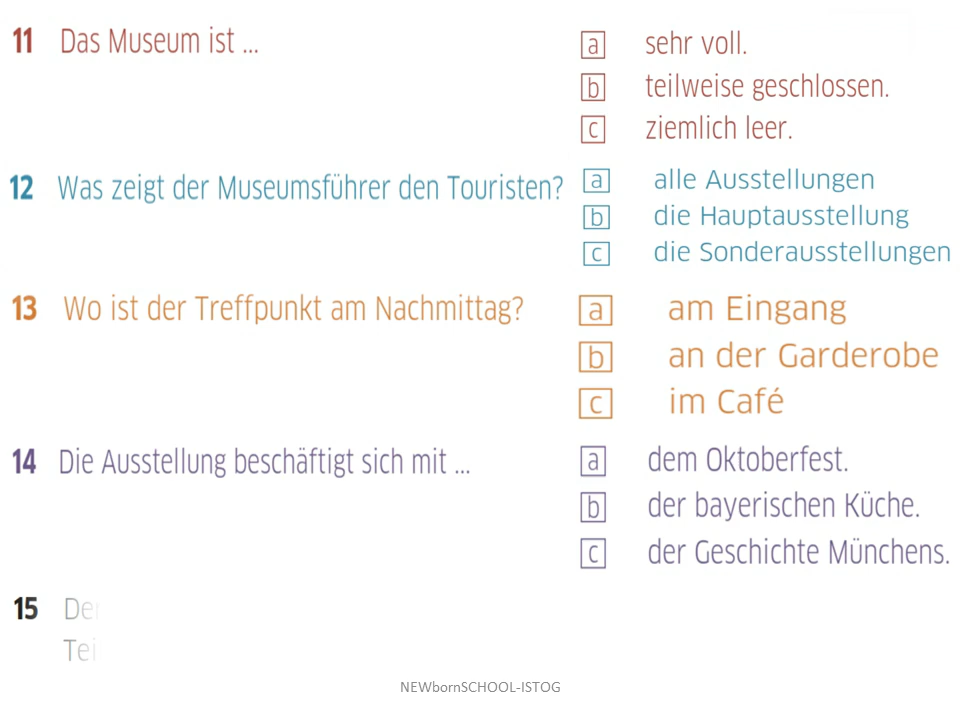 11 Das Museum ist ...
a sehr voll.
b teilweise geschlossen.
c ziemlich leer.
12 Was zeigt der Museumsführer den Touristen?
a alle Ausstellungen
b die Hauptausstellung
c die Sonderausstellungen
13 Wo ist der Treffpunkt am Nachmittag?
a am Eingang
b an der Garderobe
c im Café
14 Die Ausstellung beschäftigt sich mit ...
a dem Oktoberfest.
b der bayerischen Küche.
c der Geschichte Münchens.
15
NEWbornSCHOOL-ISTOG